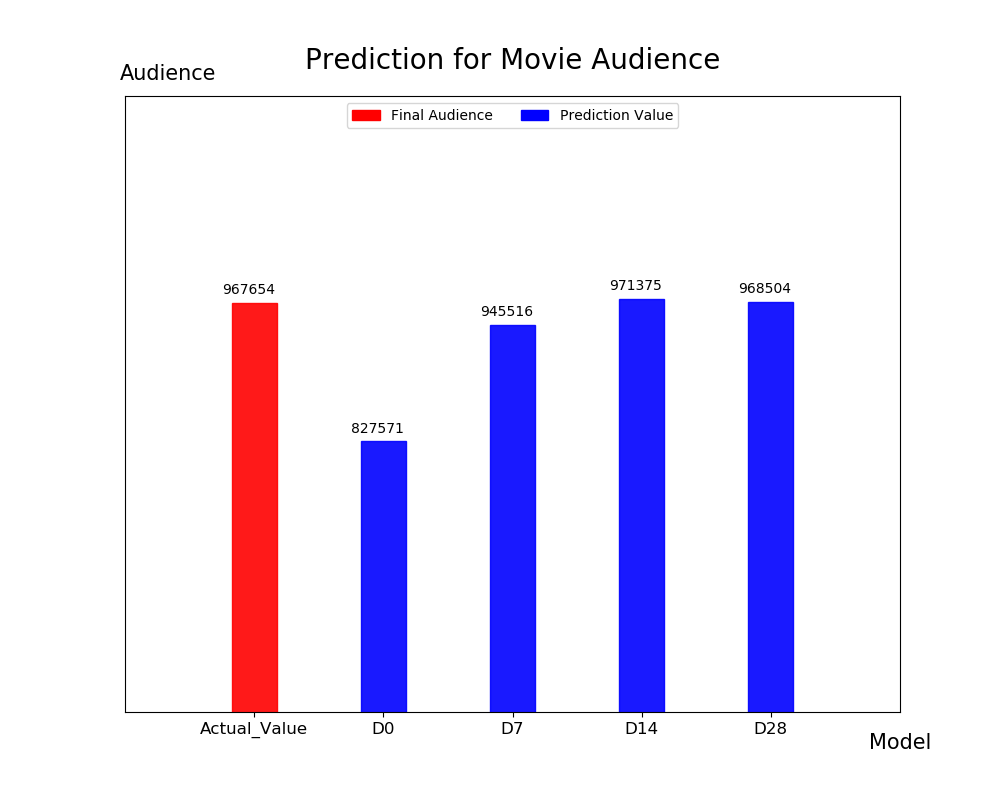 Prediction for Movie Audience
Audience
Final Audience
Prediction Value
967654
827571
945516
971375
968504
Actual_Value
D0
D7
D14
D28
Model